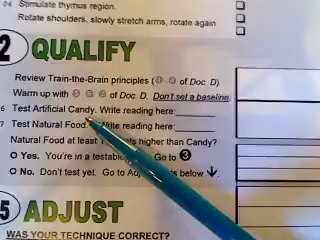 04 Stimulate thymus region.
Rotate shoulders, slowly stretch arms, rotate again
2 QUALIFY
Review Train-the-Brain principles ( of Doc. D)
Warm up with of Doc. D. Don't set a baseline.
6 Test Artificial Candy. Write reading here:
7 Test Natural Food. Write reading here:
Natural Food at least higher than Candy?
O Yes. You're in a Go to 3
O No. Don't test yet. Go to below
5 ADJUST
WAS YOUR TECHNIQUE CORRECT?